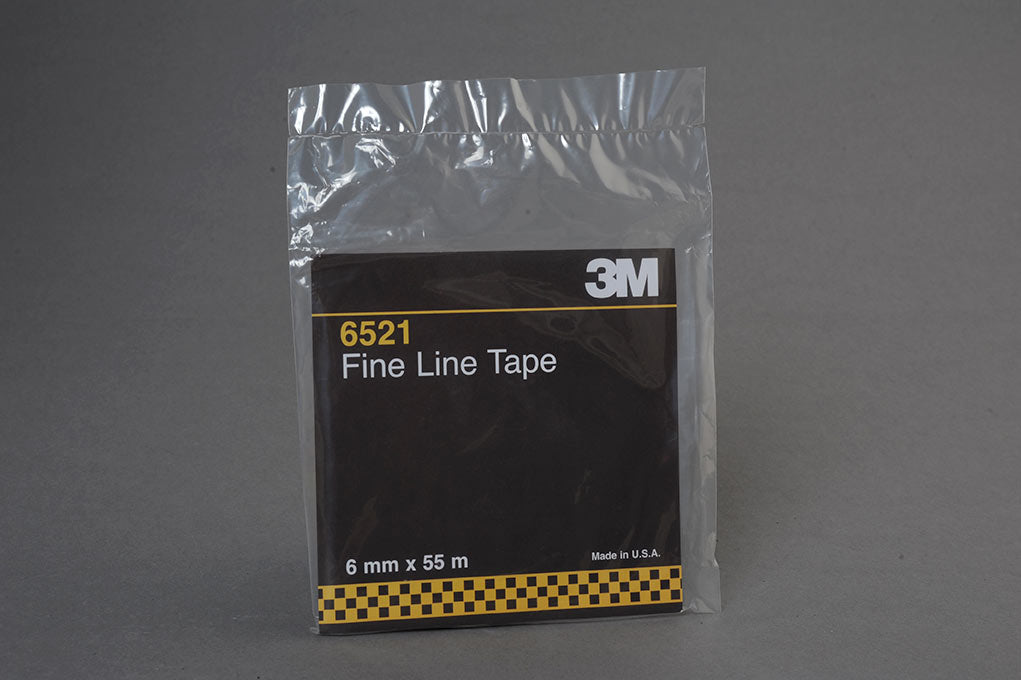 3M
6521
Fine Line Tape
6 mm x 55 m
Made in U.S.A.